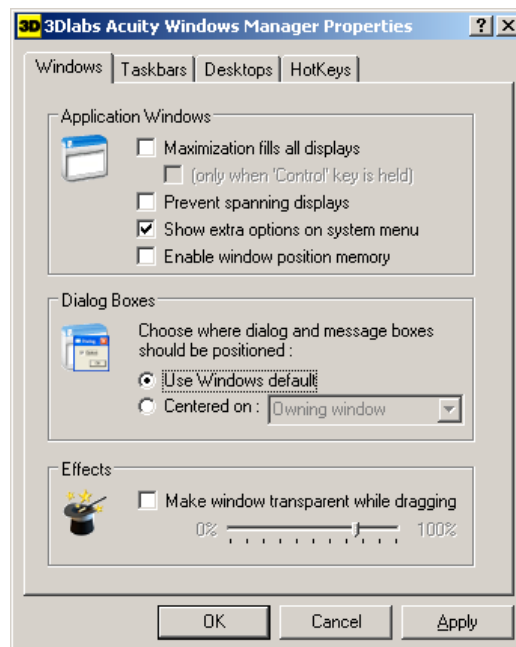 3D 3Dlabs Acuity Windows Manager Properties
Windows Taskbars Desktops HotKeys
Application Windows
Maximization fills all displays
(only when 'Control' key is held)
Prevent spanning displays
Show extra options on system menu
Enable window position memory
Dialog Boxes
Choose where dialog and message boxes
should be positioned :
Use Windows default
Centered on : Owning window
Effects
Make window transparent while dragging
0% 100%
OK Cancel Apply